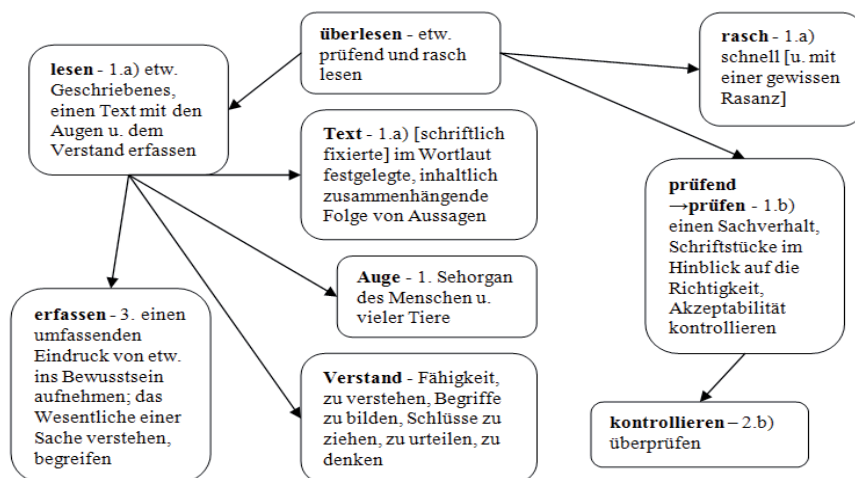 überlesen - etw.
prüfend und rasch
lesen
rasch - 1.a)
schnell [u. mit
einer gewissen
Rasanz]
lesen - 1.a) etw.
Geschriebenes,
einen Text mit den
Augen u. dem
Verstand erfassen
Text - 1.a) [schriftlich
fixierte] im Wortlaut
festgelegte, inhaltlich
zusammenhängende
Folge von Aussagen
prüfend
→prüfen - 1.b)
einen Sachverhalt,
Schriftstücke im
Hinblick auf die
Richtigkeit,
Akzeptabilität
kontrollieren
Auge - 1. Sehorgan
des Menschen u.
vieler Tiere
erfassen - 3. einen
umfassenden
Eindruck von etw.
ins Bewusstsein
aufnehmen; das
Wesentliche einer
Sache verstehen,
begreifen
Verstand - Fähigkeit,
zu verstehen, Begriffe
zu bilden, Schlüsse zu
ziehen, zu urteilen, zu
denken
kontrollieren – 2.b)
überprüfen